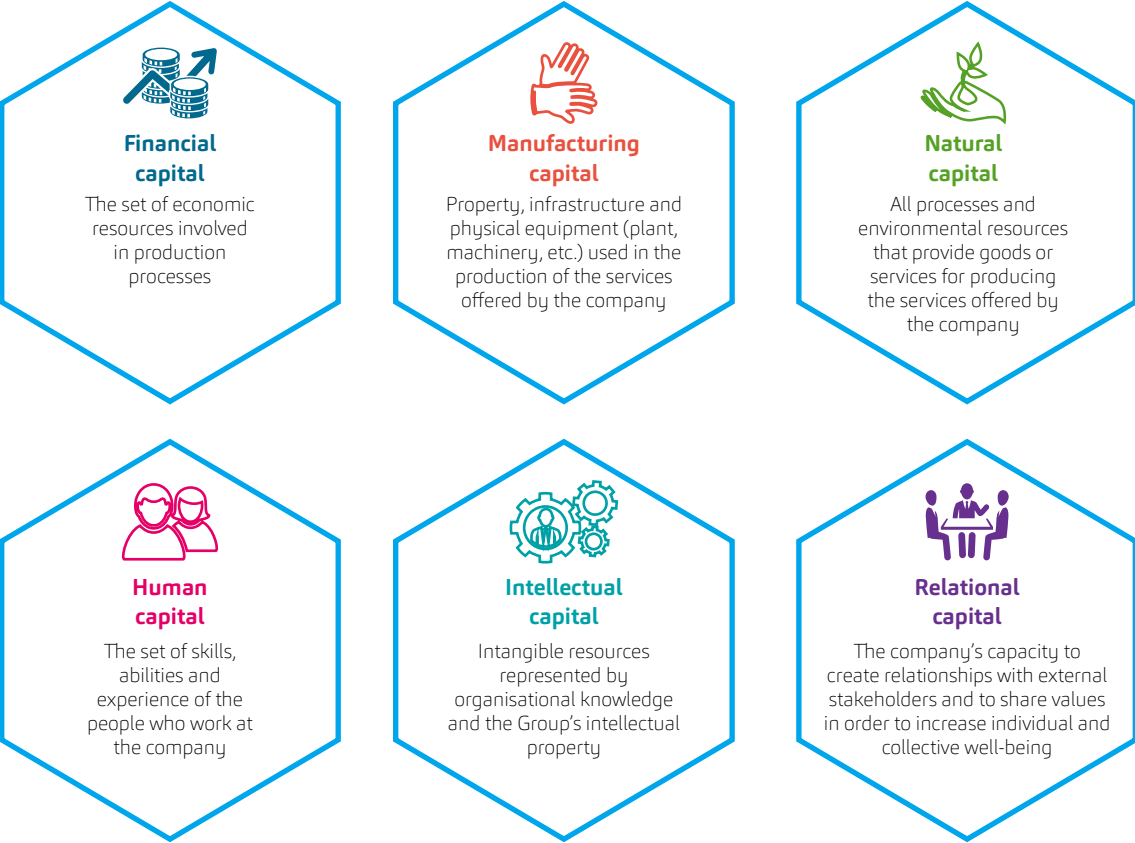 Financial
capital
The set of economic
resources involved
in production
processes
Manufacturing
capital
Property, infrastructure and
physical equipment (plant,
machinery, etc.) used in the
production of the services
offered by the company
Natural
capital
All processes and
environmental resources
that provide goods or
services for producing
the services offered by
the company
Human
capital
The set of skills,
abilities and
experience of the
people who work at
the company
Intellectual
capital
Intangible resources
represented by
organisational knowledge
and the Group's intellectual
property
Relational
capital
The company's capacity to
create relationships with external
stakeholders and to share values
in order to increase individual and
collective well-being